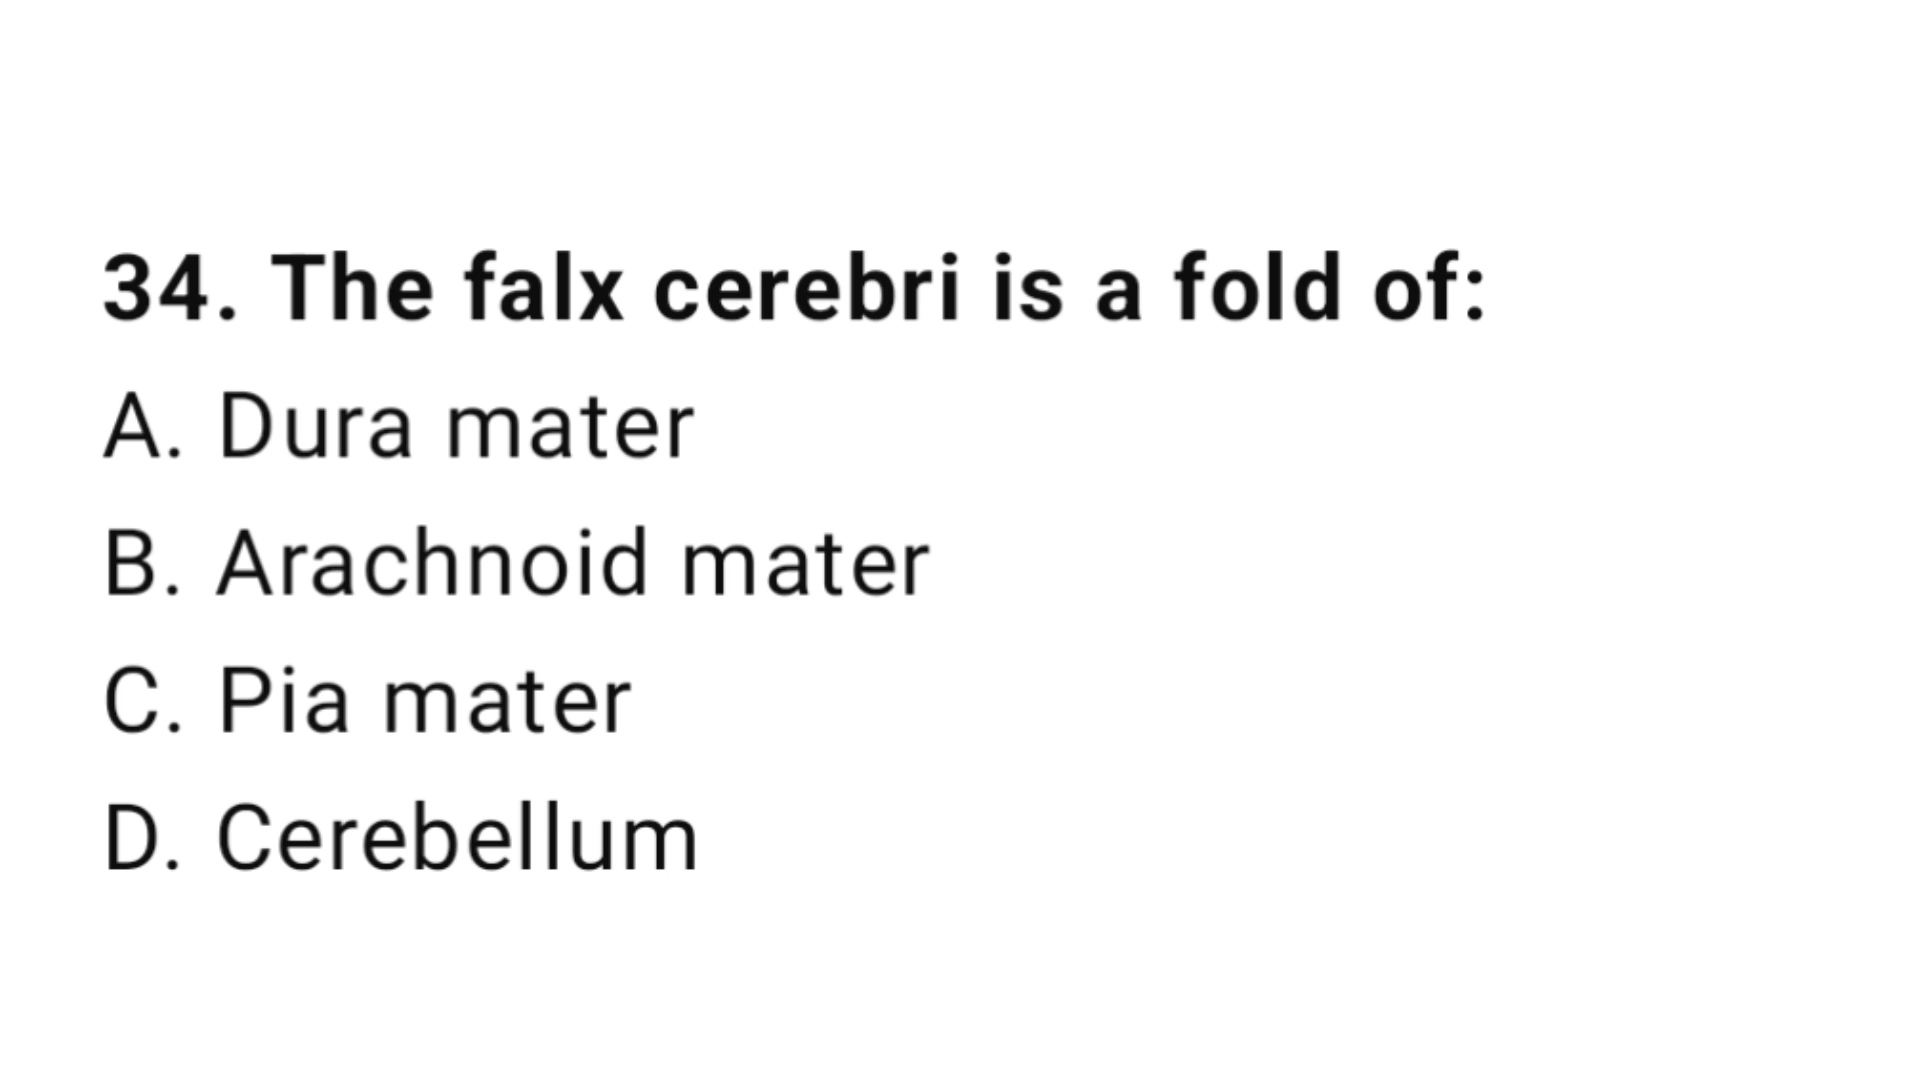 34. The falx cerebri is a fold of:
A. Dura mater
B. Arachnoid mater
C. Pia mater
D. Cerebellum